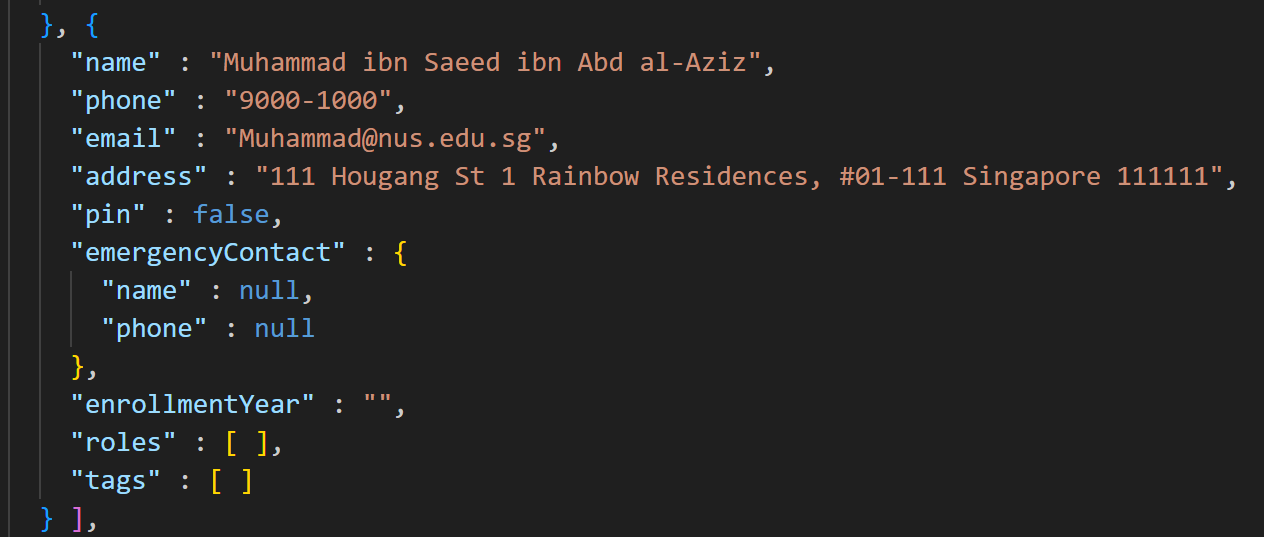 }, {
"name" : "Muhammad ibn Saeed ibn Abd al-Aziz",
"phone" : "9000-1000",
"email" : "Muhammad@nus.edu.sg",
"address" : "111 Hougang St 1 Rainbow Residences, #01-111 Singapore 111111",
"pin" : false,
"emergencyContact" : {
"name" : null,
"phone" : null
},
"enrollmentYear" : "",
"roles" : [ ],
"tags" : [ ]
} ],